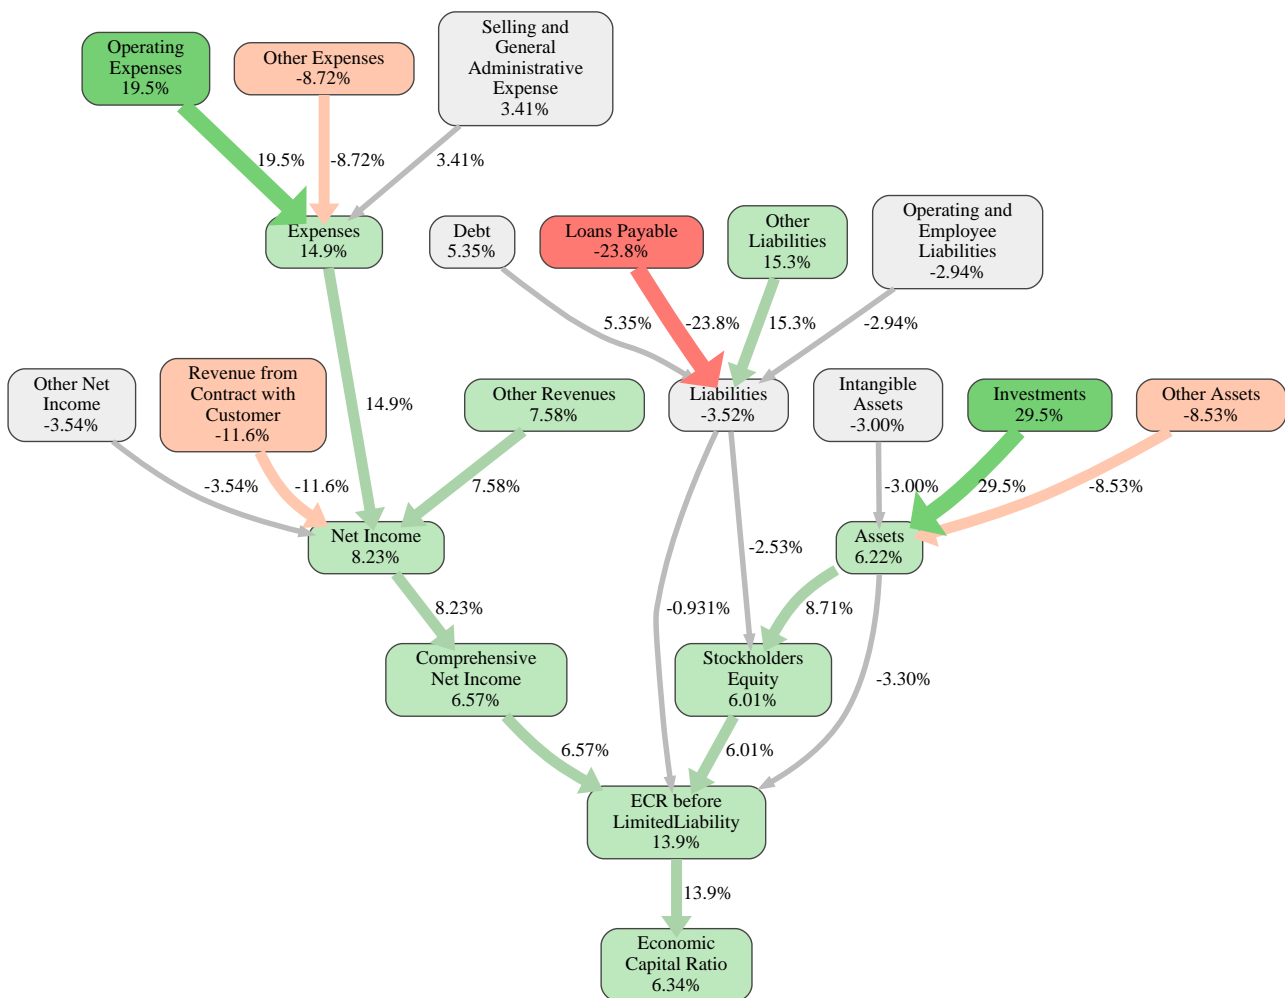 Operating
Expenses
19.5%
Other Expenses
-8.72%
Selling and
General
Administrative
Expense
3.41%
19.5%
-8.72%
3.41%
Expenses
14.9%
Debt
5.35%
Loans Payable
-23.8%
Other
Liabilities
15.3%
Operating and
Employee
Liabilities
-2.94%
5.35%
-23.8%
15.3%
-2.94%
Other Net
Income
-3.54%
Revenue from
Contract with
Customer
-11.6%
14.9%
Other Revenues
7.58%
Liabilities
-3.52%
Intangible
Assets
-3.00%
Investments
29.5%
Other Assets
-8.53%
-3.54%
-11.6%
7.58%
-3.00%
29.5%
-8.53%
Net Income
8.23%
-2.53%
Assets
6.22%
8.23%
-0.931%
8.71%
Comprehensive
Net Income
6.57%
Stockholders
Equity
6.01%
-3.30%
6.57%
6.01%
ECR before
LimitedLiability
13.9%
13.9%
Economic
Capital Ratio
6.34%